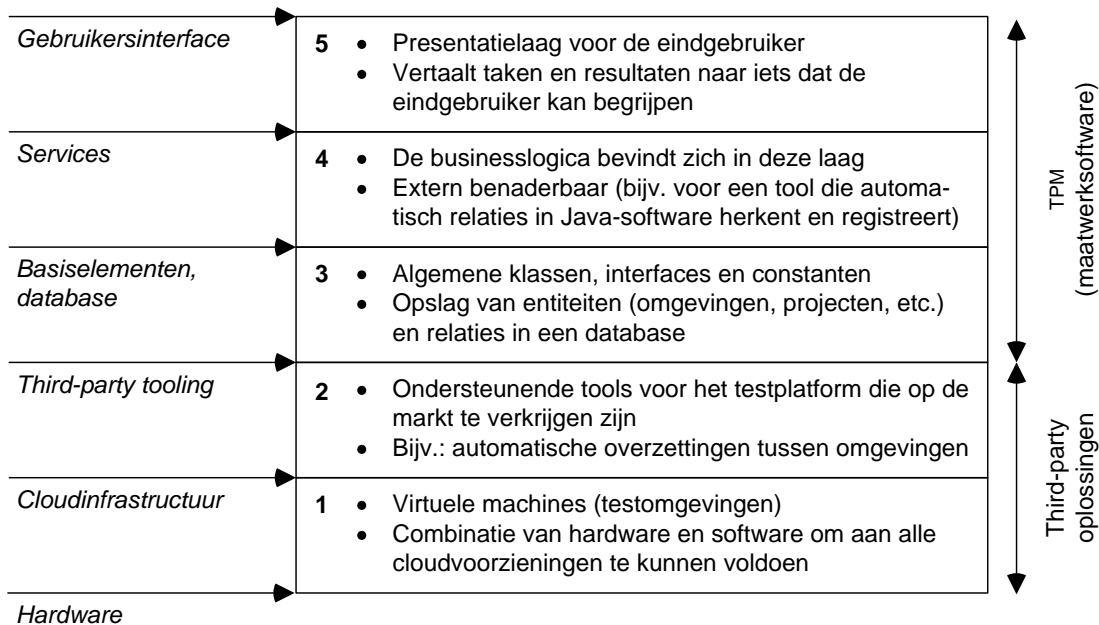 Gebruikersinterface
5 • Presentatielaag voor de eindgebruiker
• Vertaalt taken en resultaten naar iets dat de
eindgebruiker kan begrijpen
Services
4 • De businesslogica bevindt zich in deze laag
• Extern benaderbaar (bijv. voor een tool die automa-
tisch relaties in Java-software herkent en registreert)
Basiselementen,
database
3 • Algemene klassen, interfaces en constanten
• Opslag van entiteiten (omgevingen, projecten, etc.)
en relaties in een database
Third-party tooling
2 • Ondersteunende tools voor het testplatform die op de
markt te verkrijgen zijn
• Bijv.: automatische overzettingen tussen omgevingen
Cloudinfrastructuur
1 • Virtuele machines (testomgevingen)
• Combinatie van hardware en software om aan alle
cloudvoorzieningen te kunnen voldoen
Hardware
TPM
(maatwerksoftware)
Third-party
oplossingen